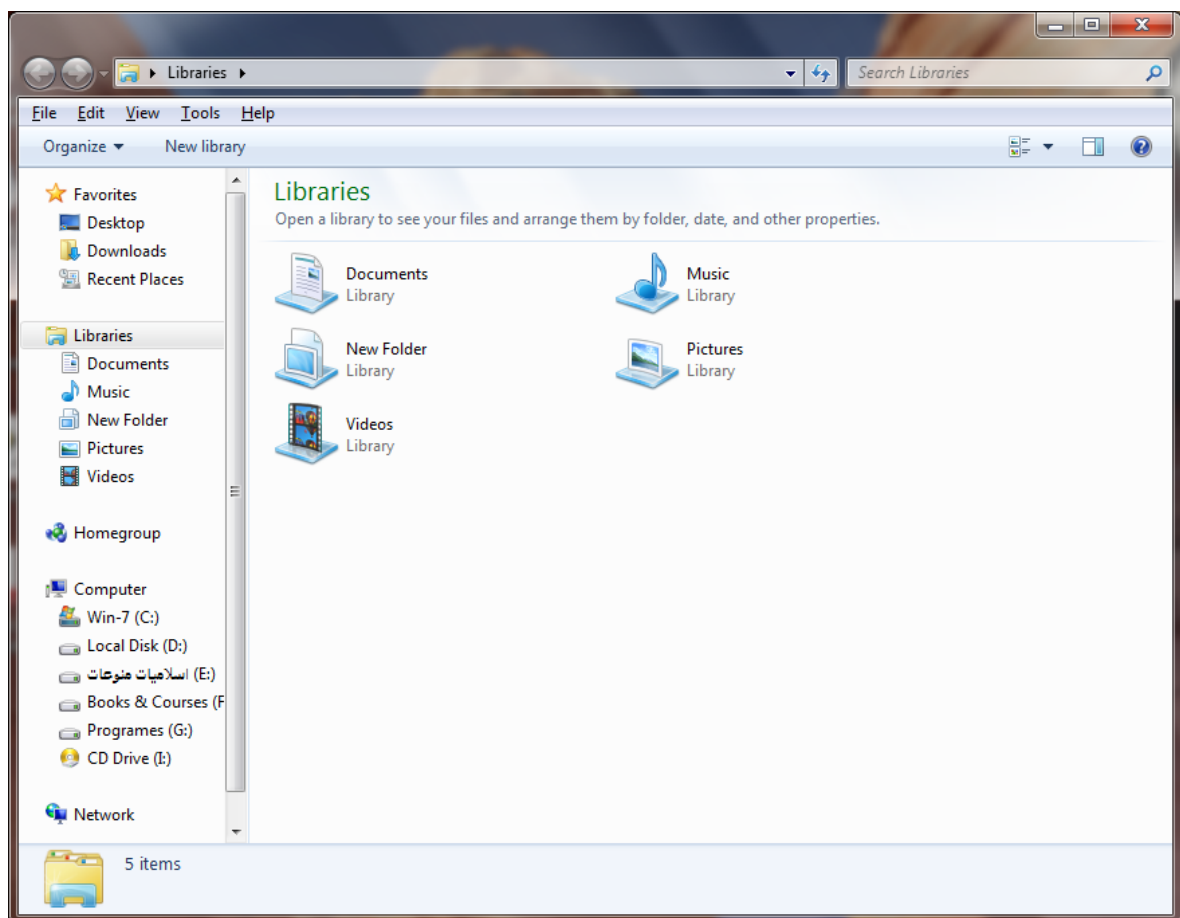 Libraries
Search Libraries
File Edit View Tools Help
Organize New library
Favorites
Desktop
Downloads
Recent Places
Libraries
Documents
Music
New Folder
Pictures
Videos
Homegroup
Computer
Win-7 (C:)
Local Disk (D:)
اسلاميات منوعات (E:)
Books & Courses (F
Programes (G:)
CD Drive (I:)
Network
Libraries
Open a library to see your files and arrange them by folder, date, and other properties.
Documents
Library
Music
Library
New Folder
Library
Pictures
Library
Videos
Library
5 items